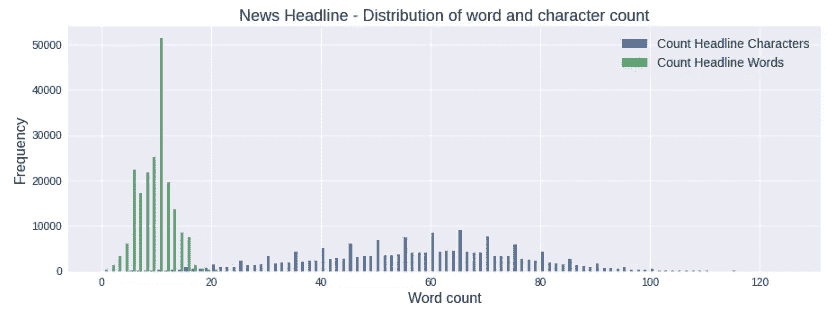 News Headline - Distribution of word and character count
Count Headline Characters
Count Headline Words
Frequency
50000
40000
30000
20000
10000
0
0 20 40 60 80 100 120
Word count